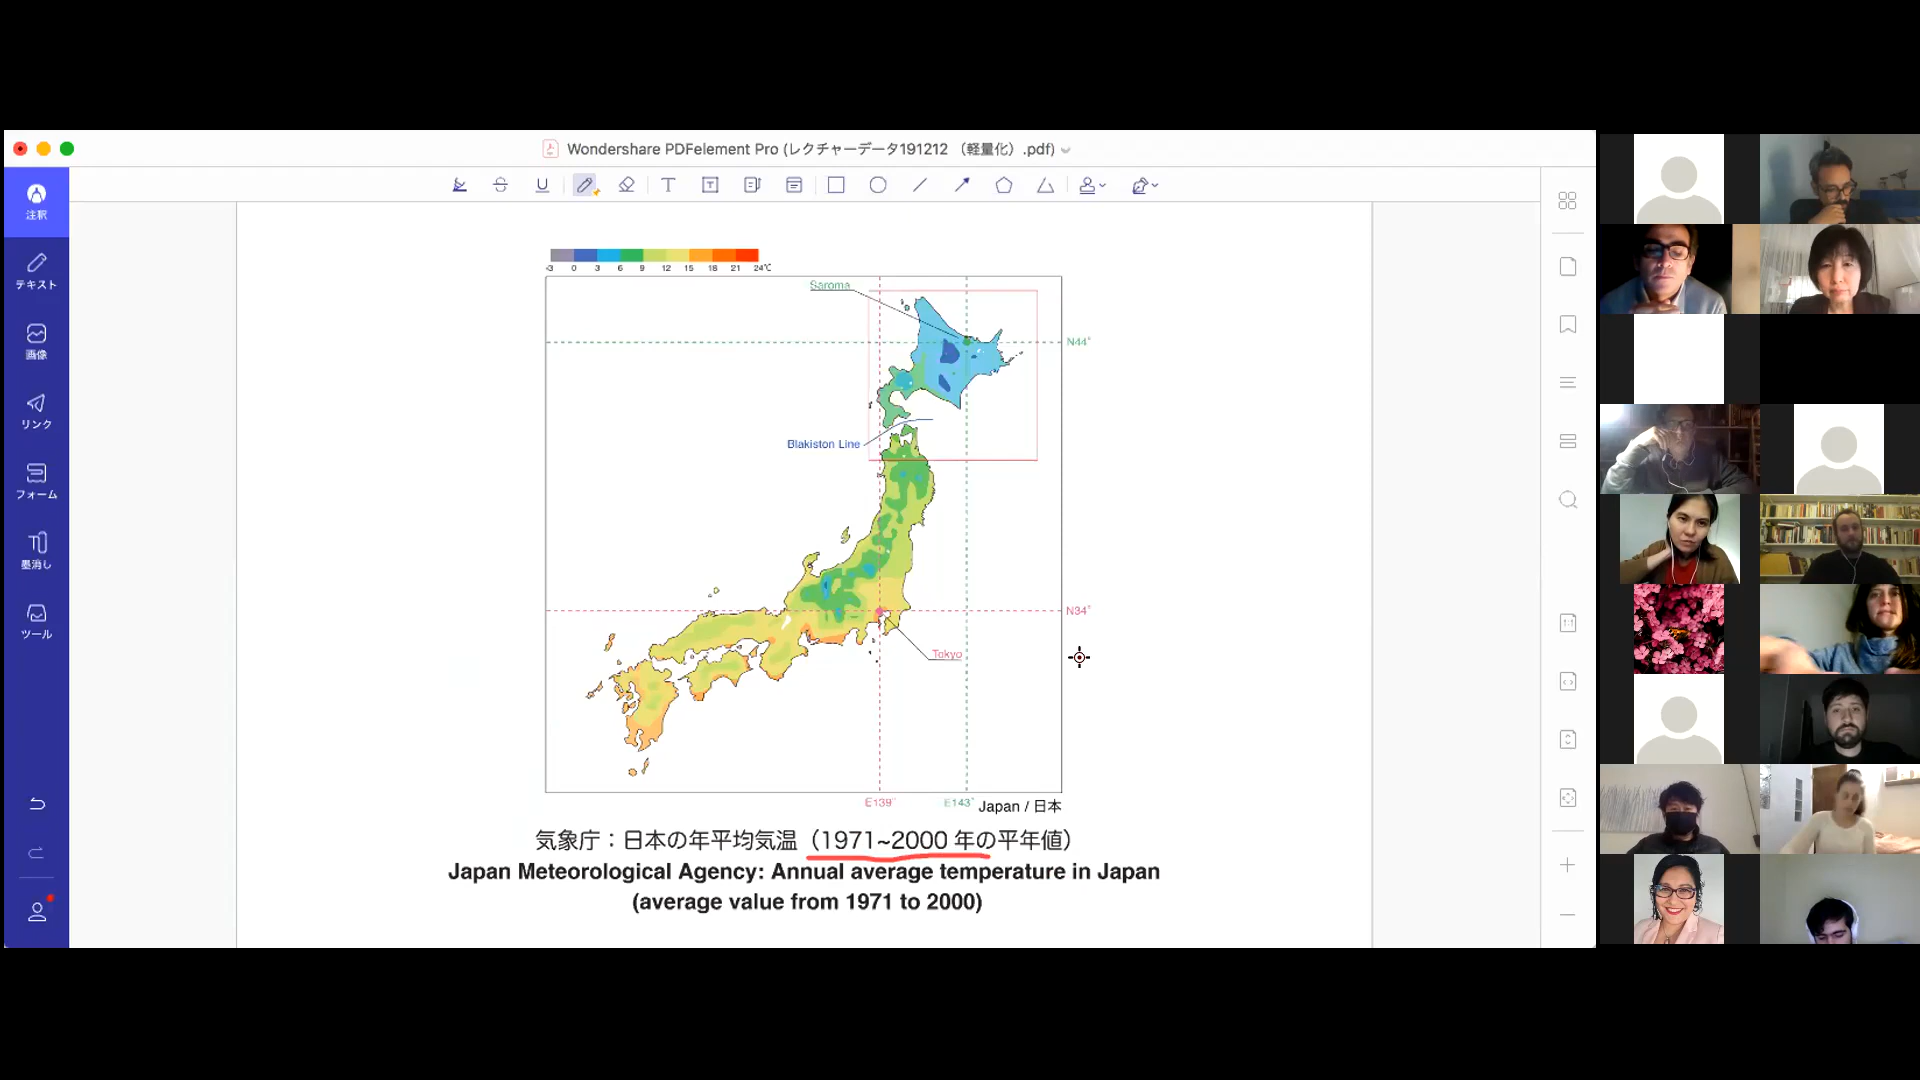 Wondershare PDFelement Pro (レクチャーデータ191212 （軽量化）.pdf)
注釈
テキスト
画像
リンク
フォーム
墨消し
ツール
-3 0 3 6 9 12 15 18 21 24℃
Saroma
N44°
Blakiston Line
N34°
Tokyo
E139° E143° Japan / 日本
気象庁：日本の年平均気温（1971~2000 年の平年値）
Japan Meteorological Agency: Annual average temperature in Japan
(average value from 1971 to 2000)